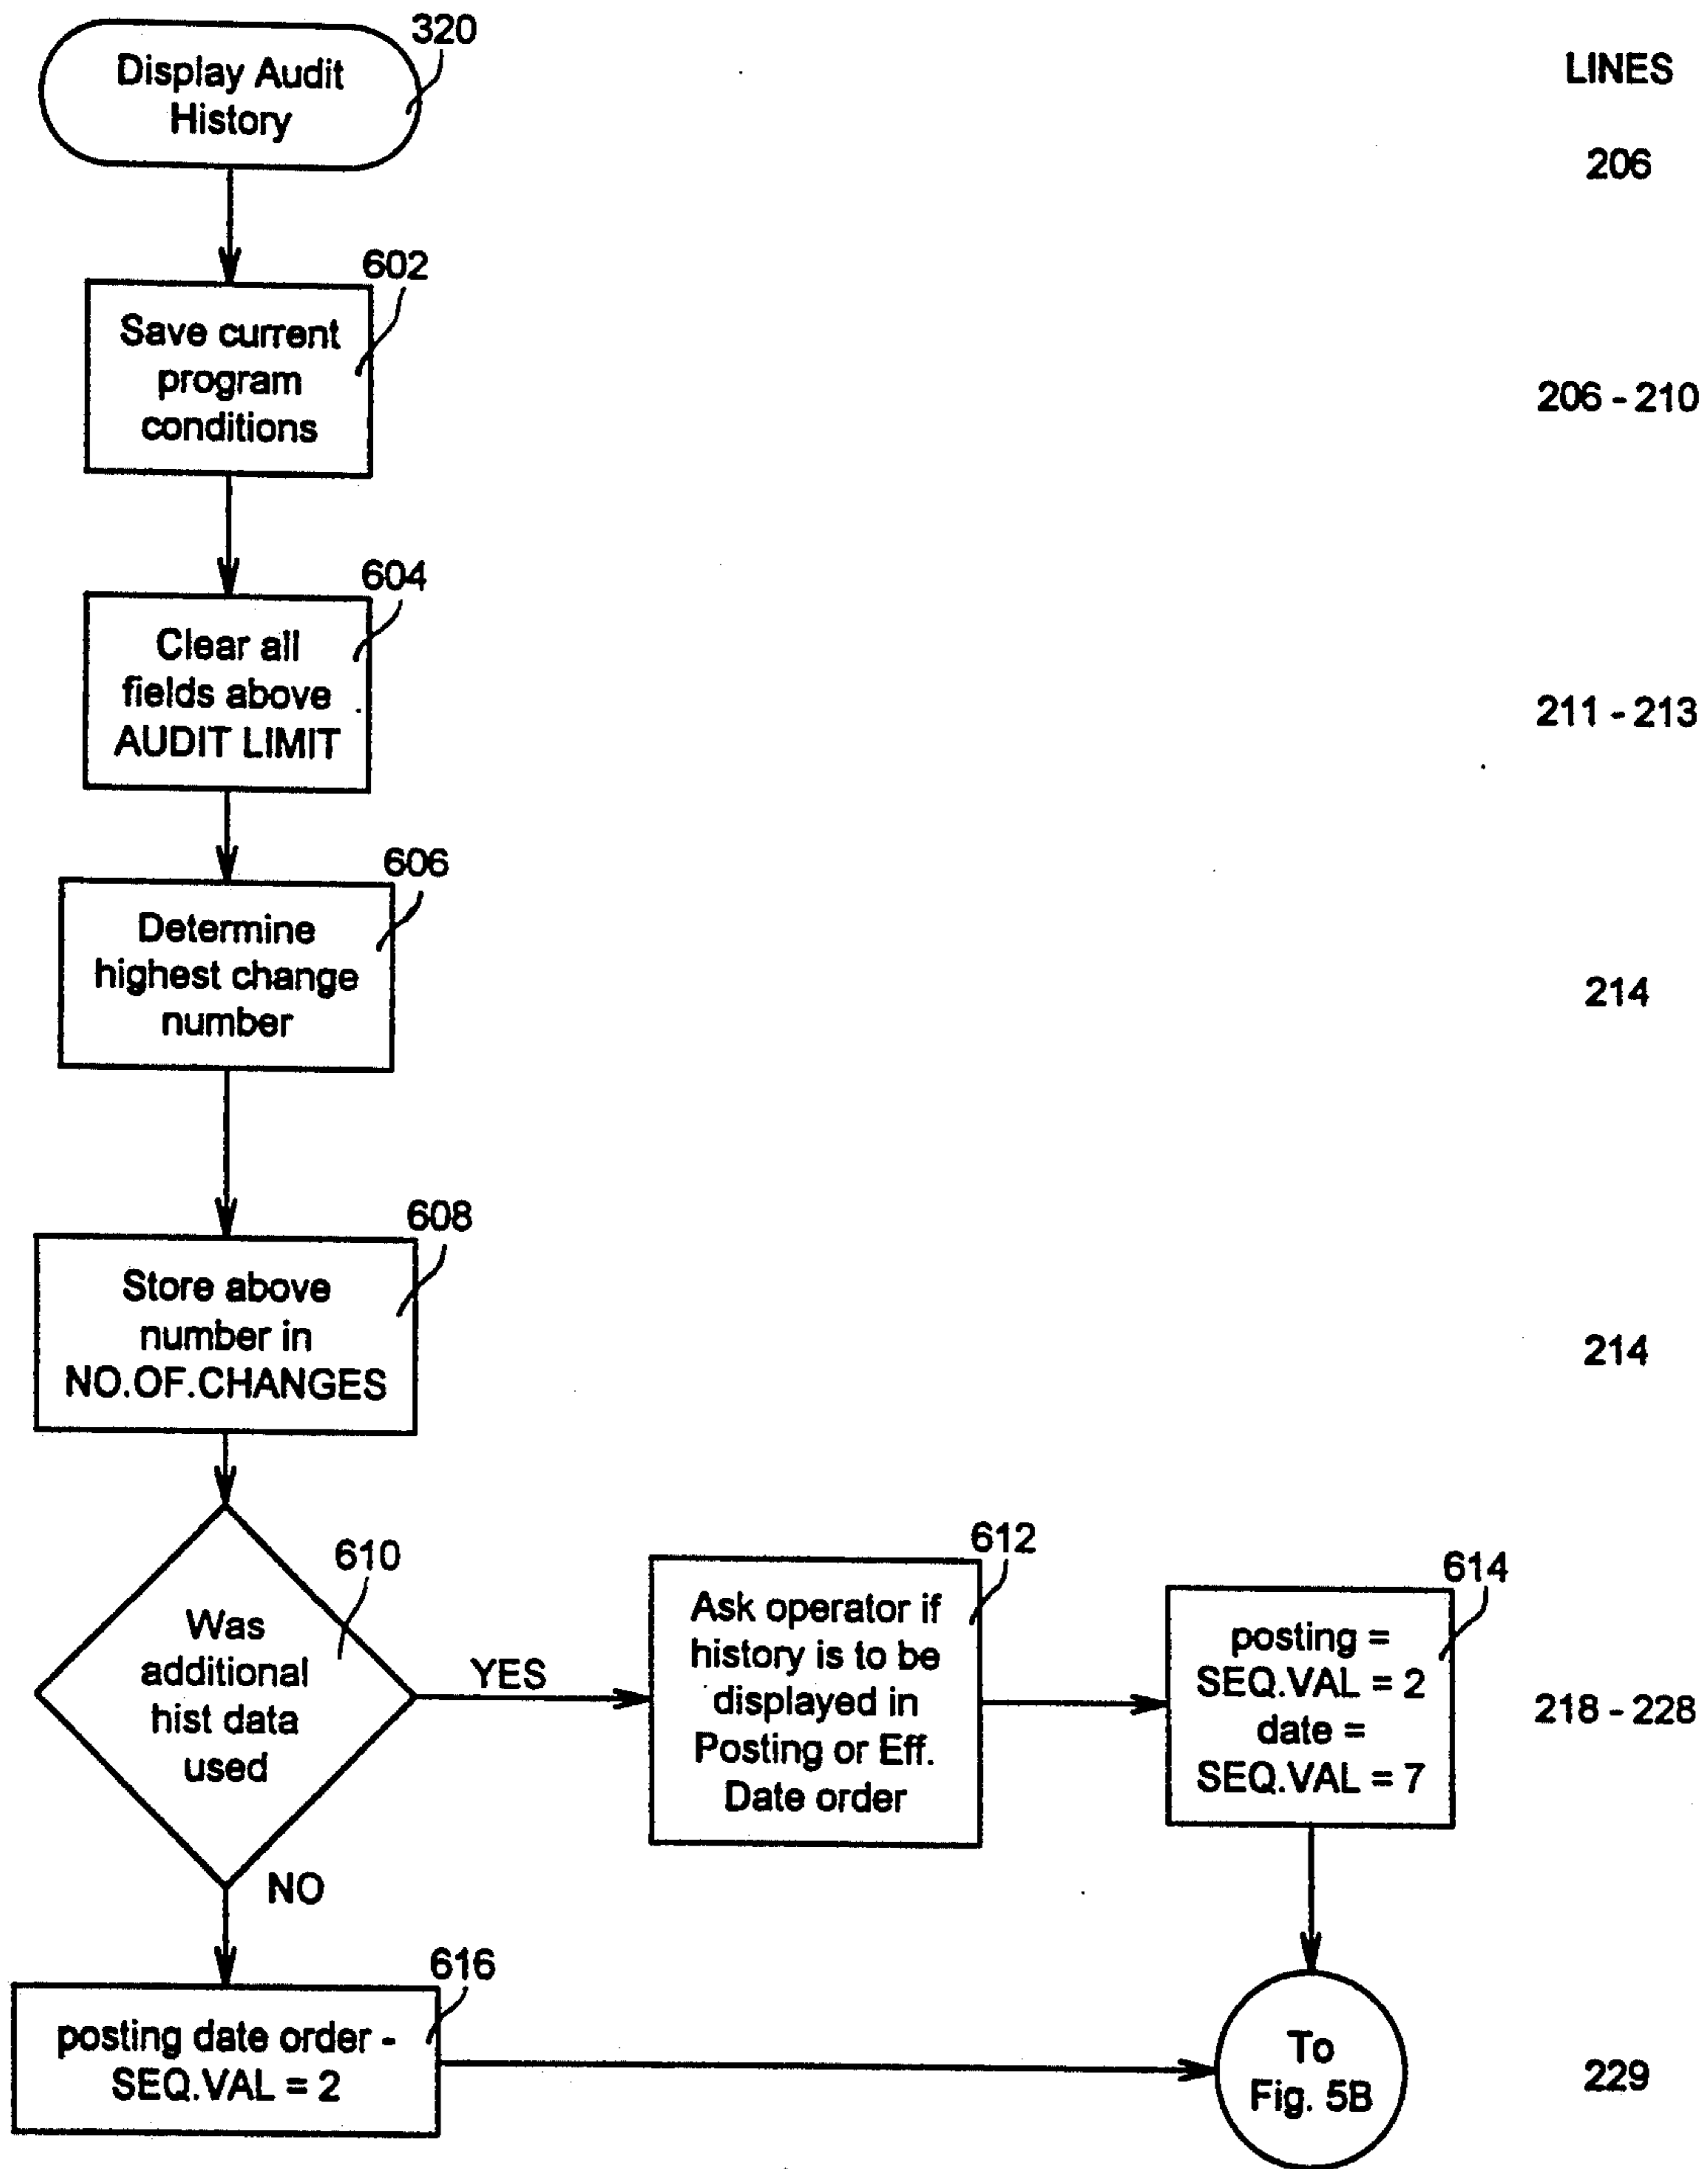 320
LINES
Display Audit
History
206
602
Save current
program
conditions
206 - 210
604
Clear all
fields above
AUDIT LIMIT
211 - 213
606
Determine
highest change
number
214
608
Store above
number in
NO.OF.CHANGES
214
610
Was
additional
hist data
used
YES
NO
612
Ask operator if
history is to be
displayed in
Posting or Eff.
Date order
614
posting =
SEQ.VAL = 2
date =
SEQ.VAL = 7
218 - 228
616
posting date order -
SEQ.VAL = 2
To
Fig. 5B
229